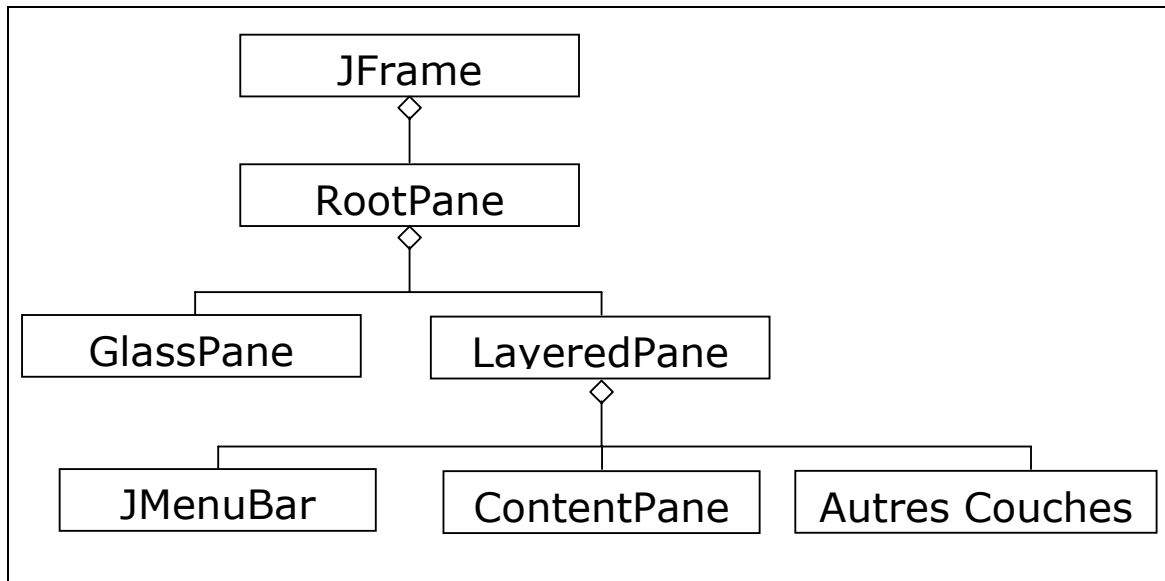 JFrame
RootPane
GlassPane
LayeredPane
JMenuBar
ContentPane
Autres Couches